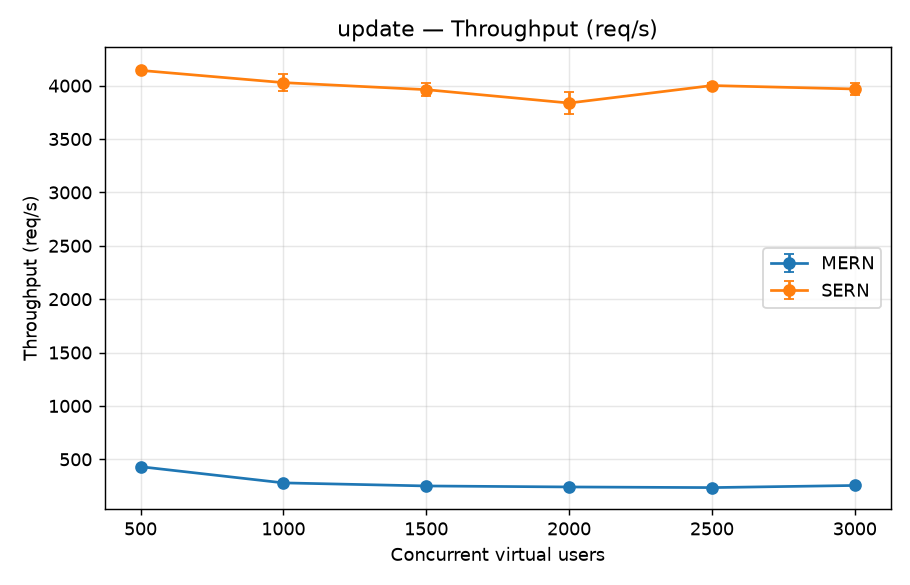 update — Throughput (req/s)
Throughput (req/s)
4000
3500
3000
2500
2000
1500
1000
500
MERN
SERN
500 1000 1500 2000 2500 3000
Concurrent virtual users